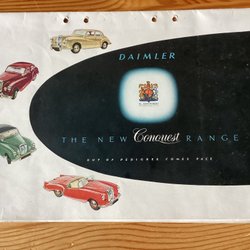 DAIMLER
THE NEW Conquest RANGE
OUT OF PEDIGREE COMES PACE